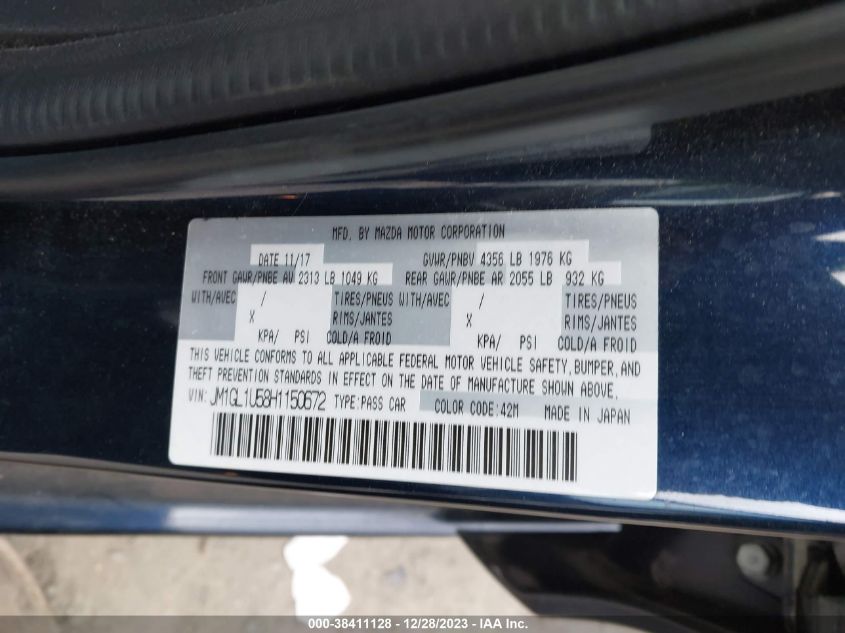 MFD. BY MAZDA MOTOR CORPORATION
DATE 11/17 GVWR/PNBV 4356 LB 1976 KG
FRONT GAWR/PNBE AV 2313 LB 1049 KG REAR GAWR/PNBE AR 2055 LB 932 KG
WITH/AVEC / TIRES/PNEUS WITH/AVEC / TIRES/PNEUS
X RIMS/JANTES X RIMS/JANTES
KPA/ PSI COLD/A FROID KPA/ PSI COLD/A FROID
THIS VEHICLE CONFORMS TO ALL APPLICABLE FEDERAL MOTOR VEHICLE SAFETY, BUMPER, AND
THEFT PREVENTION STANDARDS IN EFFECT ON THE DATE OF MANUFACTURE SHOWN ABOVE.
VIN: JM1GL1U58H1150672 TYPE:PASS CAR COLOR CODE:42M MADE IN JAPAN
000-38411128 - 12/28/2023 - IAA Inc.